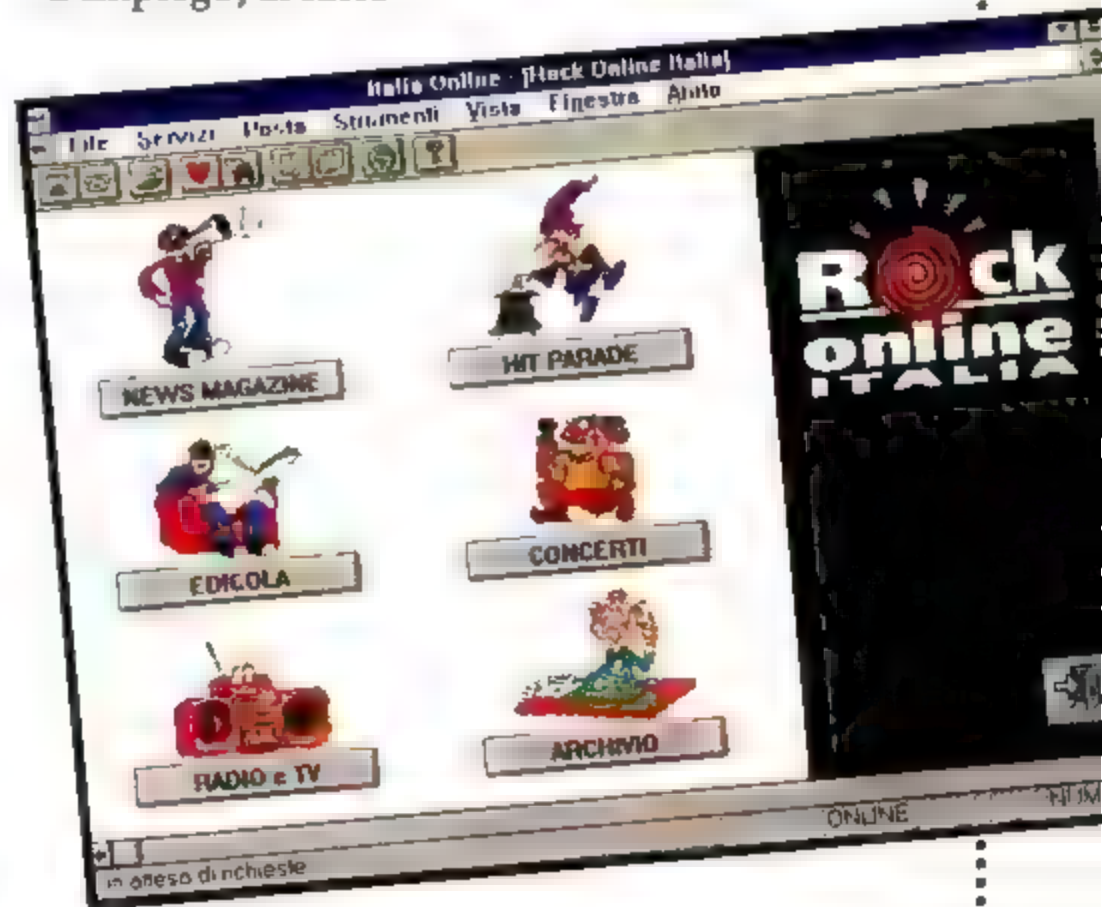 Italia Online - [Rock Online Italia]
File Servizi Posta Strumenti Vista Finestra Aiuto
NEWS MAGAZINE
HIT PARADE
EDICOLA
CONCERTI
RADIO e TV
ARCHIVIO
Rock
online
ITALIA
ONLINE
NUM
in attesa di richieste